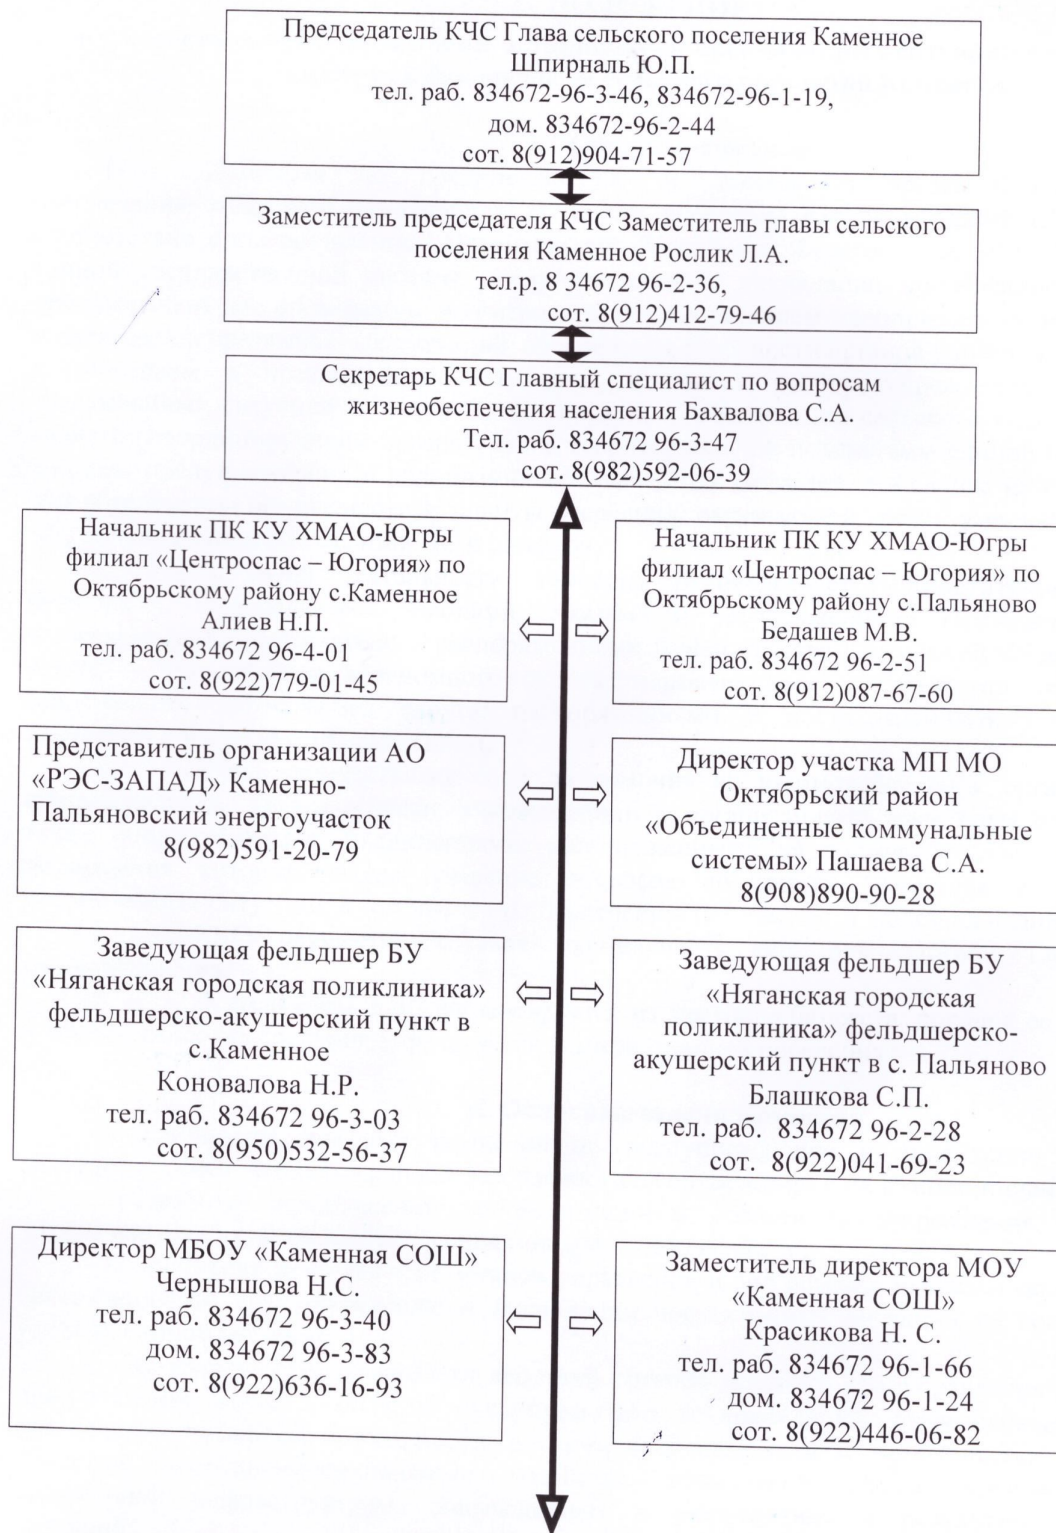 Председатель КЧС Глава сельского поселения Каменное
Шпирналь Ю.П.
тел. раб. 834672-96-3-46, 834672-96-1-19,
дом. 834672-96-2-44
сот. 8(912)904-71-57
Заместитель председателя КЧС Заместитель главы сельского
поселения Каменное Рослик Л.А.
тел.р. 8 34672 96-2-36,
сот. 8(912)412-79-46
Секретарь КЧС Главный специалист по вопросам
жизнеобеспечения населения Бахвалова С.А.
Тел. раб. 834672 96-3-47
сот. 8(982)592-06-39
Начальник ПК КУ ХМАО-Югры
филиал «Центроспас – Югория» по
Октябрьскому району с.Каменное
Алиев Н.П.
тел. раб. 834672 96-4-01
сот. 8(922)779-01-45
Начальник ПК КУ ХМАО-Югры
филиал «Центроспас – Югория» по
Октябрьскому району с.Пальяново
Бедашев М.В.
тел. раб. 834672 96-2-51
сот. 8(912)087-67-60
Представитель организации АО
«РЭС-ЗАПАД» Каменно-
Пальяновский энергоучасток
8(982)591-20-79
Директор участка МП МО
Октябрьский район
«Объединенные коммунальные
системы» Пашаева С.А.
8(908)890-90-28
Заведующая фельдшер БУ
«Няганская городская поликлиника»
фельдшерско-акушерский пункт в
с.Каменное
Коновалова Н.Р.
тел. раб. 834672 96-3-03
сот. 8(950)532-56-37
Заведующая фельдшер БУ
«Няганская городская
поликлиника» фельдшерско-
акушерский пункт в с. Пальяново
Блашкова С.П.
тел. раб. 834672 96-2-28
сот. 8(922)041-69-23
Директор МБОУ «Каменная СОШ»
Чернышова Н.С.
тел. раб. 834672 96-3-40
дом. 834672 96-3-83
сот. 8(922)636-16-93
Заместитель директора МОУ
«Каменная СОШ»
Красикова Н. С.
тел. раб. 834672 96-1-66
дом. 834672 96-1-24
сот. 8(922)446-06-82